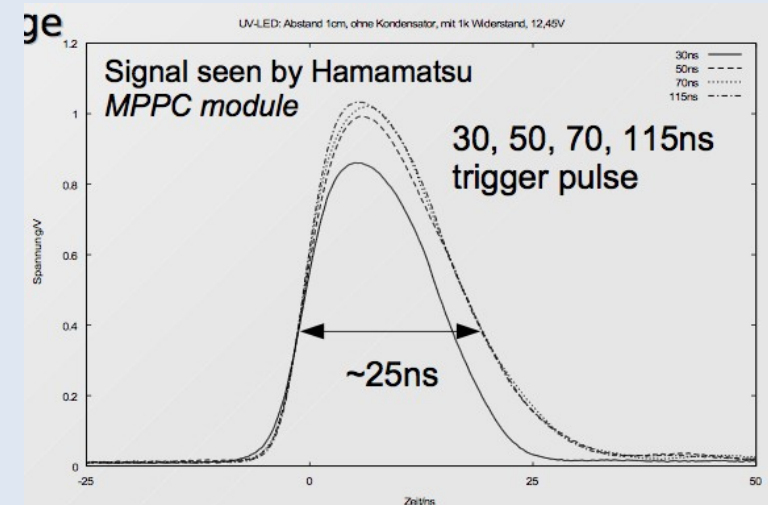 ge
UV-LED: Abstand 1cm, ohne Kondensator, mit 1k Widerstand, 12,45V
1.2
1
0.8
0.6
0.4
0.2
0
Spannung/V
Signal seen by Hamamatsu
MPPC module
30ns
50ns
70ns
115ns
30, 50, 70, 115ns
trigger pulse
~25ns
-25
0
25
50
Zeit/ns